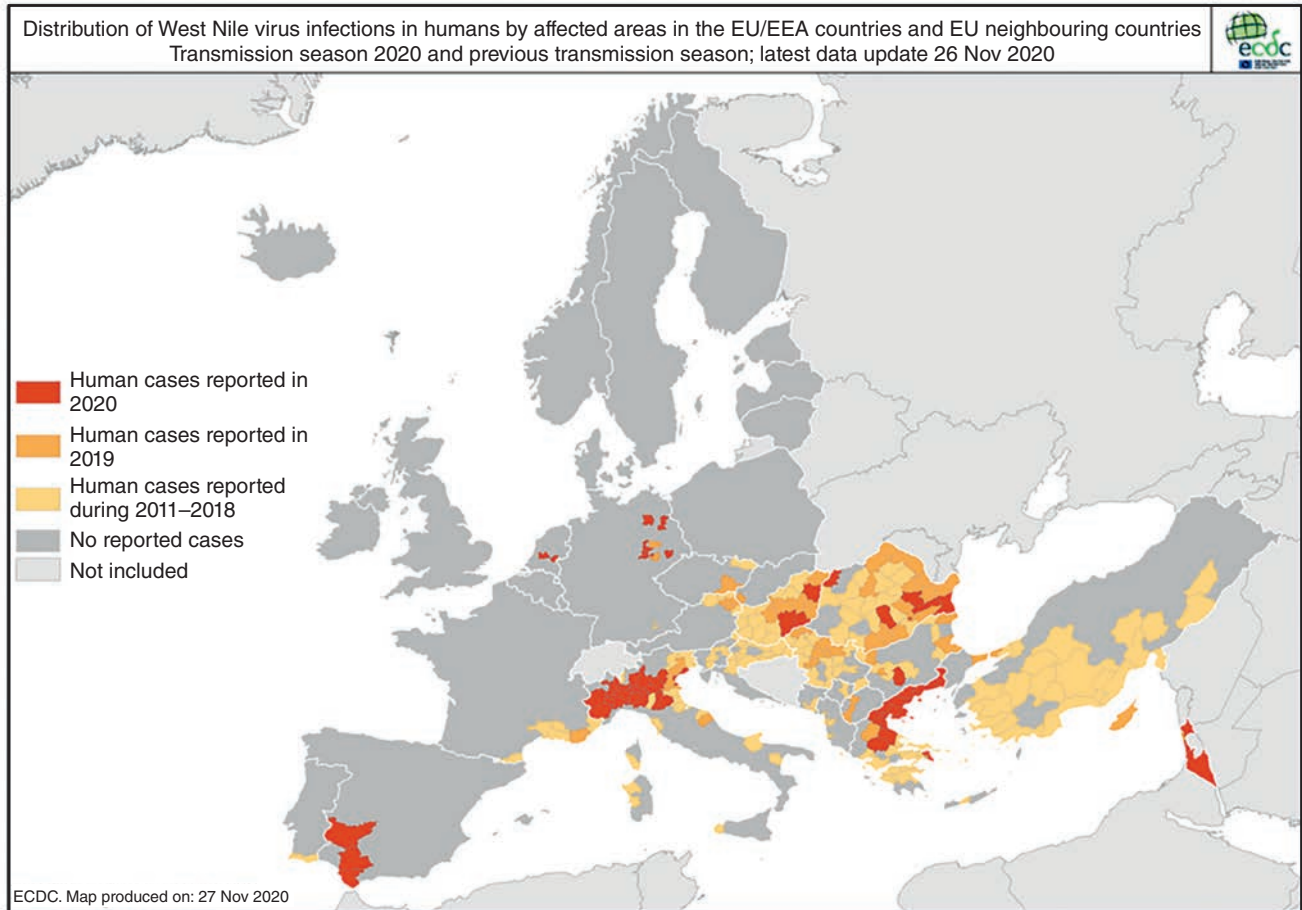 Distribution of West Nile virus infections in humans by affected areas in the EU/EEA countries and EU neighbouring countries
Transmission season 2020 and previous transmission season; latest data update 26 Nov 2020
ecdc
Human cases reported in
2020
Human cases reported in
2019
Human cases reported
during 2011–2018
No reported cases
Not included
ECDC. Map produced on: 27 Nov 2020